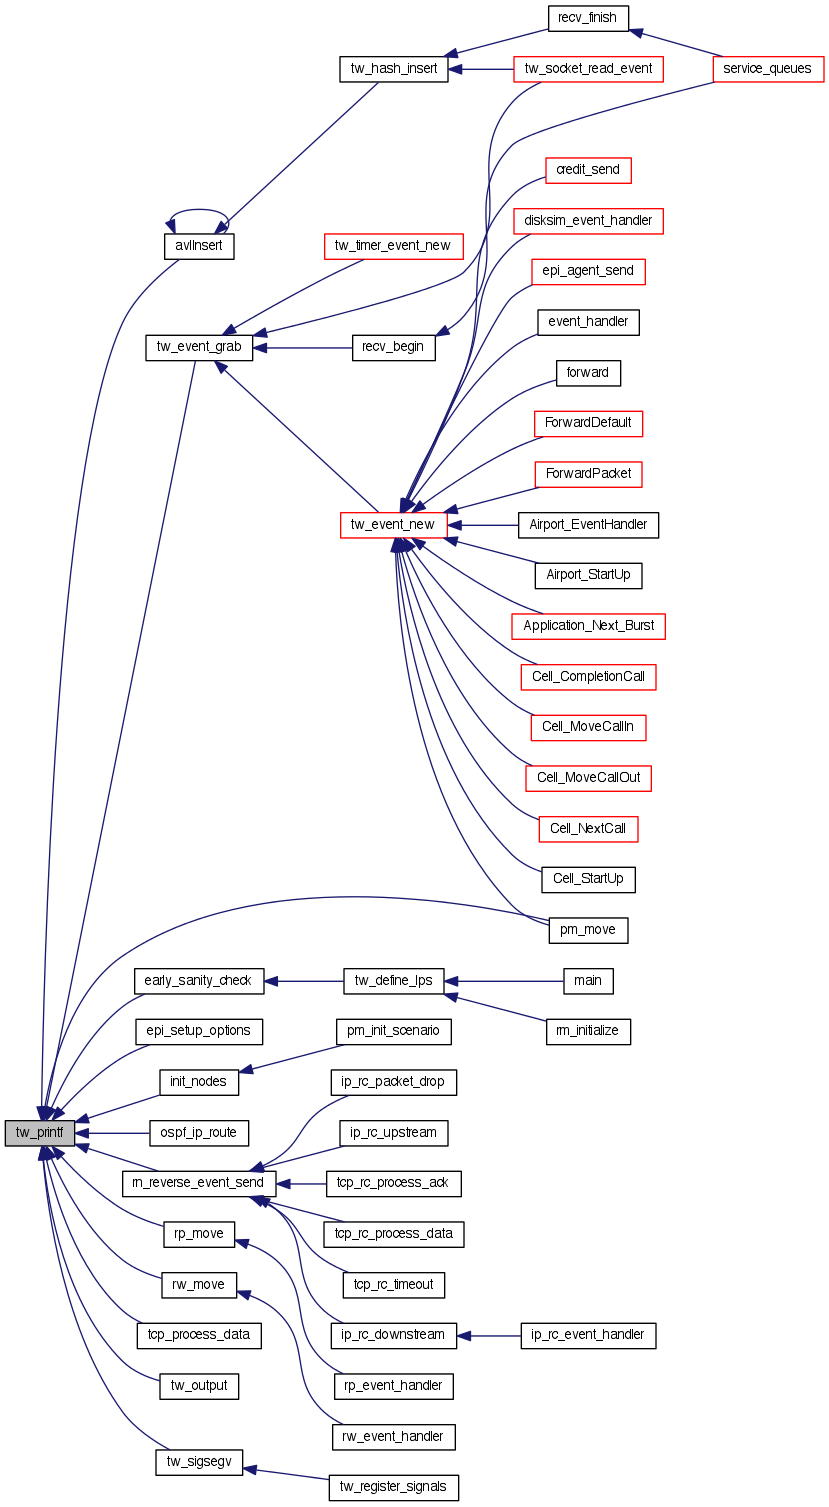 recv_finish
tw_hash_insert
tw_socket_read_event
service_queues
credit_send
disksim_event_handler
avlInsert
tw_timer_event_new
epi_agent_send
event_handler
tw_event_grab
recv_begin
forward
ForwardDefault
ForwardPacket
tw_event_new
Airport_EventHandler
Airport_StartUp
Application_Next_Burst
Cell_CompletionCall
Cell_MoveCallIn
Cell_MoveCallOut
Cell_NextCall
Cell_StartUp
pm_move
early_sanity_check
tw_define_lps
main
epi_setup_options
pm_init_scenario
rm_initialize
init_nodes
ip_rc_packet_drop
tw_printf
ospf_ip_route
ip_rc_upstream
rn_reverse_event_send
tcp_rc_process_ack
rp_move
tcp_rc_process_data
rw_move
tcp_rc_timeout
tcp_process_data
ip_rc_downstream
ip_rc_event_handler
tw_output
rp_event_handler
rw_event_handler
tw_sigsegv
tw_register_signals